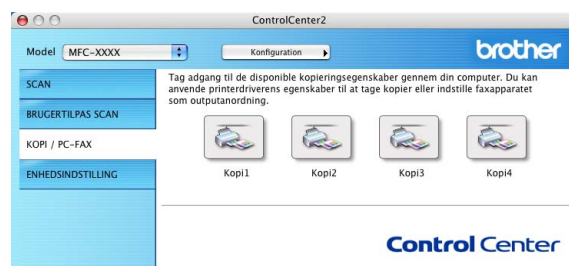 ControlCenter2
Model MFC-XXXX Konfiguration brother
SCAN
BRUGERTILPAS SCAN
KOPI / PC-FAX
ENHEDSINDSTILLING
Tag adgang til de disponible kopieringsegenskaber gennem din computer. Du kan
anvende printerdriverens egenskaber til at tage kopier eller indstille faxapparatet
som outputanordning.
Kopi1 Kopi2 Kopi3 Kopi4
Control Center